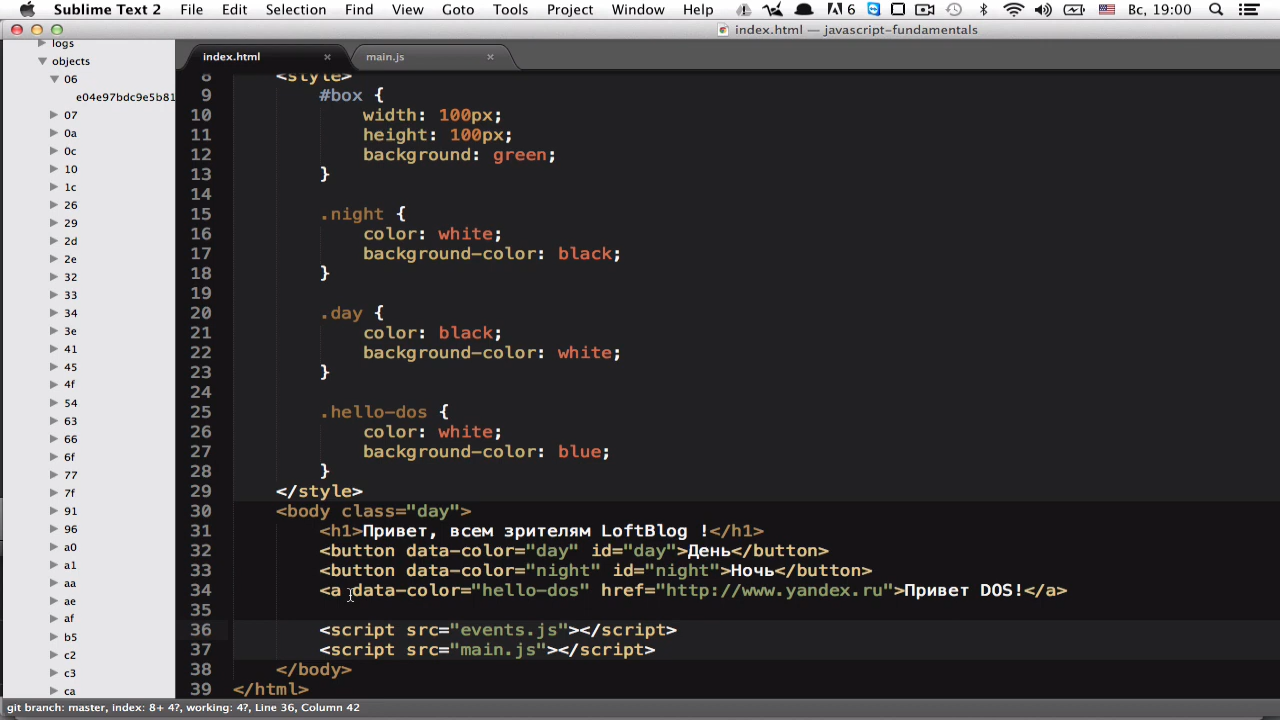 Sublime Text 2 File Edit Selection Find View Goto Tools Project Window Help 6 Вс, 19:00
index.html — javascript-fundamentals
logs
objects
06
e04e97bdc9e5b81
07
0a
0c
10
1c
26
29
2d
2e
32
33
34
3e
41
45
4f
54
63
66
6f
77
7f
91
96
a0
a1
aa
ae
af
b5
c2
c3
ca
index.html × main.js ×
8 <style>
9 #box {
10 width: 100px;
11 height: 100px;
12 background: green;
13 }
14
15 .night {
16 color: white;
17 background-color: black;
18 }
19
20 .day {
21 color: black;
22 background-color: white;
23 }
24
25 .hello-dos {
26 color: white;
27 background-color: blue;
28 }
29 </style>
30 <body class="day">
31 <h1>Привет, всем зрителям LoftBlog !</h1>
32 <button data-color="day" id="day">День</button>
33 <button data-color="night" id="night">Ночь</button>
34 <a data-color="hello-dos" href="http://www.yandex.ru">Привет DOS!</a>
35
36 <script src="events.js"></script>
37 <script src="main.js"></script>
38 </body>
39 </html>
git branch: master, index: 8+ 4?, working: 4?, Line 36, Column 42